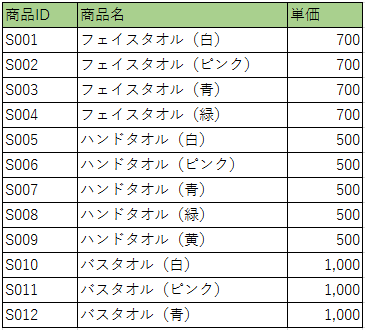 商品ID 商品名 単価
S001 フェイスタオル（白） 700
S002 フェイスタオル（ピンク） 700
S003 フェイスタオル（青） 700
S004 フェイスタオル（緑） 700
S005 ハンドタオル（白） 500
S006 ハンドタオル（ピンク） 500
S007 ハンドタオル（青） 500
S008 ハンドタオル（緑） 500
S009 ハンドタオル（黄） 500
S010 バスタオル（白） 1,000
S011 バスタオル（ピンク） 1,000
S012 バスタオル（青） 1,000